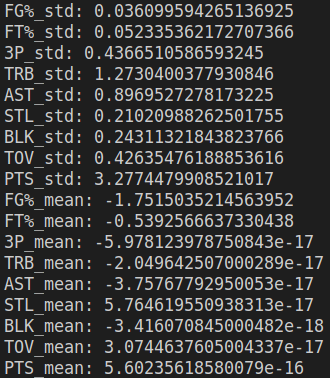 FG%_std: 0.036099594265136925
FT%_std: 0.052335362172707366
3P_std: 0.4366510586593245
TRB_std: 1.2730400377930846
AST_std: 0.8969527278173225
STL_std: 0.21020988262501755
BLK_std: 0.24311321843823766
TOV_std: 0.42635476188853616
PTS_std: 3.2774479908521017
FG%_mean: -1.7515035214563952
FT%_mean: -0.5392566637330438
3P_mean: -5.978123978750843e-17
TRB_mean: -2.049642507000289e-17
AST_mean: -3.75767792950053e-17
STL_mean: 5.764619550938313e-17
BLK_mean: -3.416070845000482e-18
TOV_mean: 3.0744637605004337e-17
PTS_mean: 5.60235618580079e-16